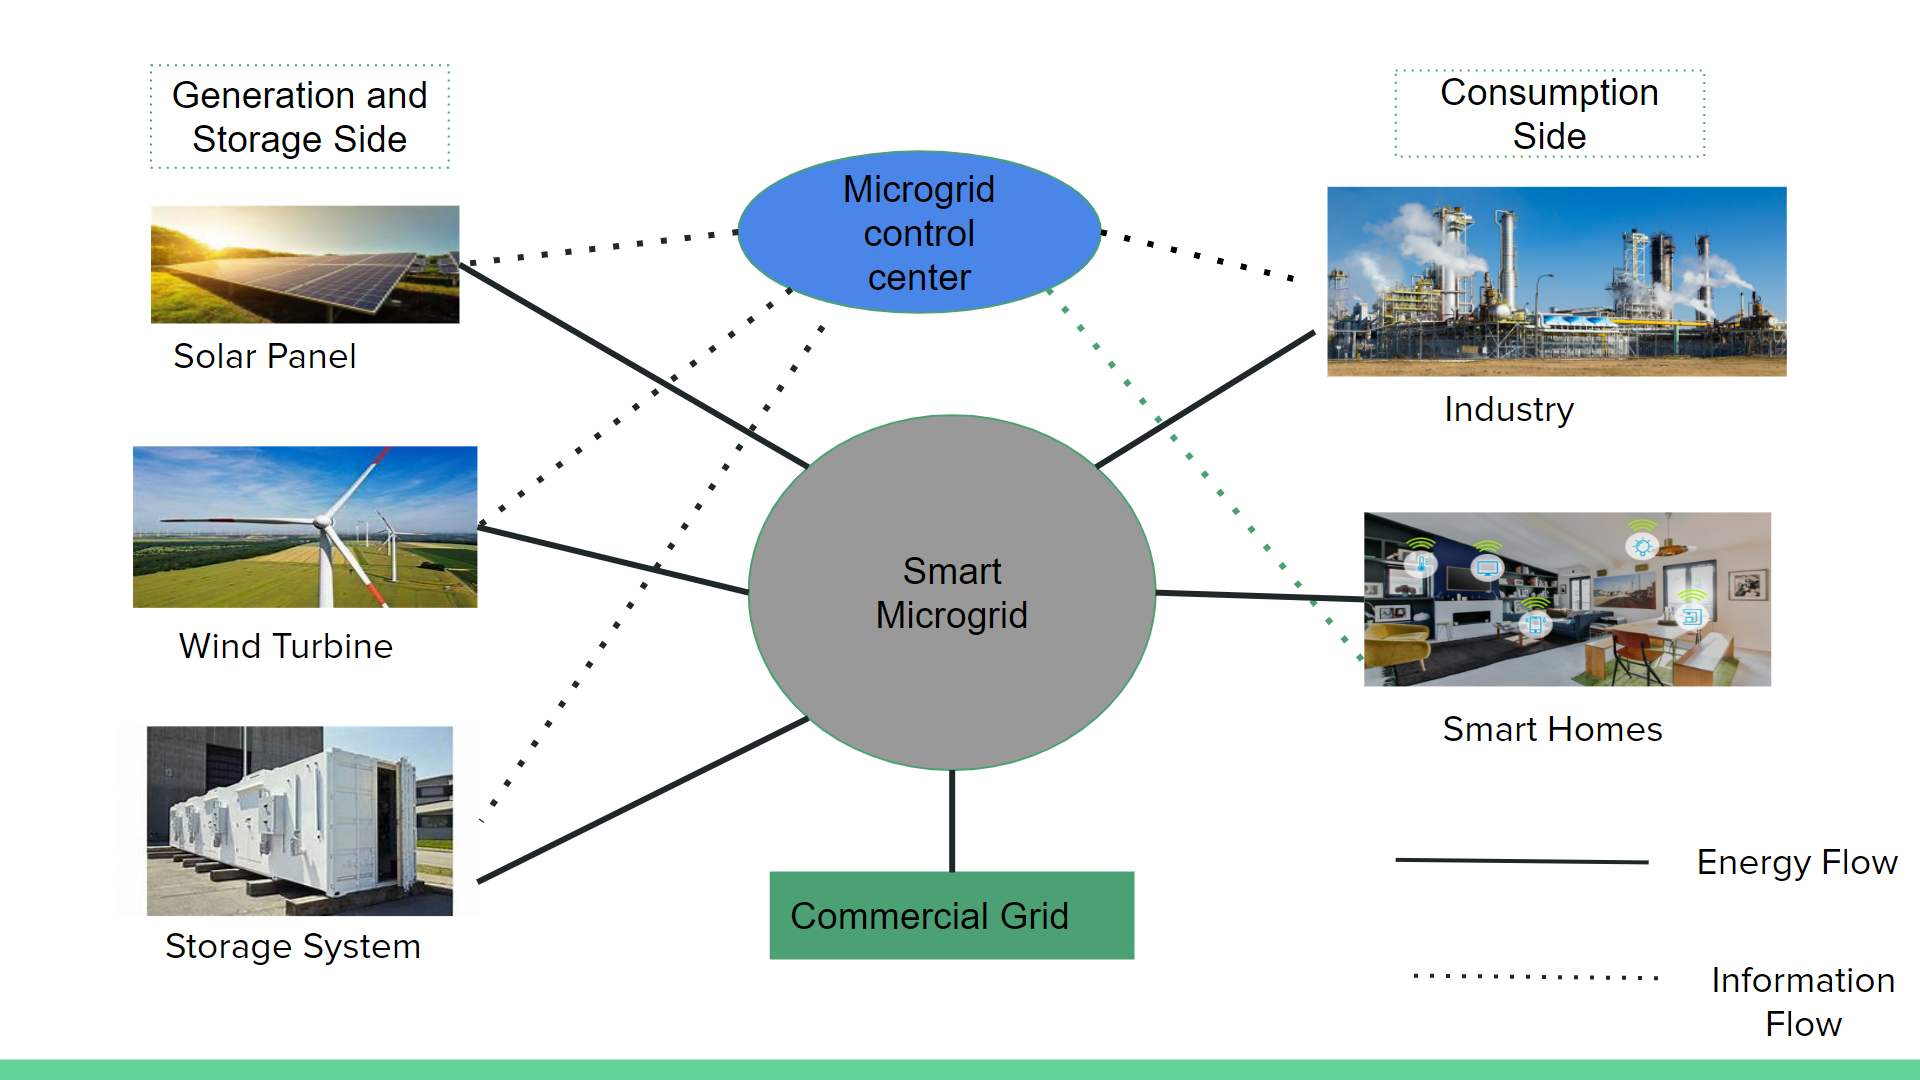 Generation and
Storage Side
Consumption
Side
Microgrid
control
center
Solar Panel
Industry
Wind Turbine
Smart
Microgrid
Smart Homes
Storage System
Commercial Grid
Energy Flow
Information
Flow